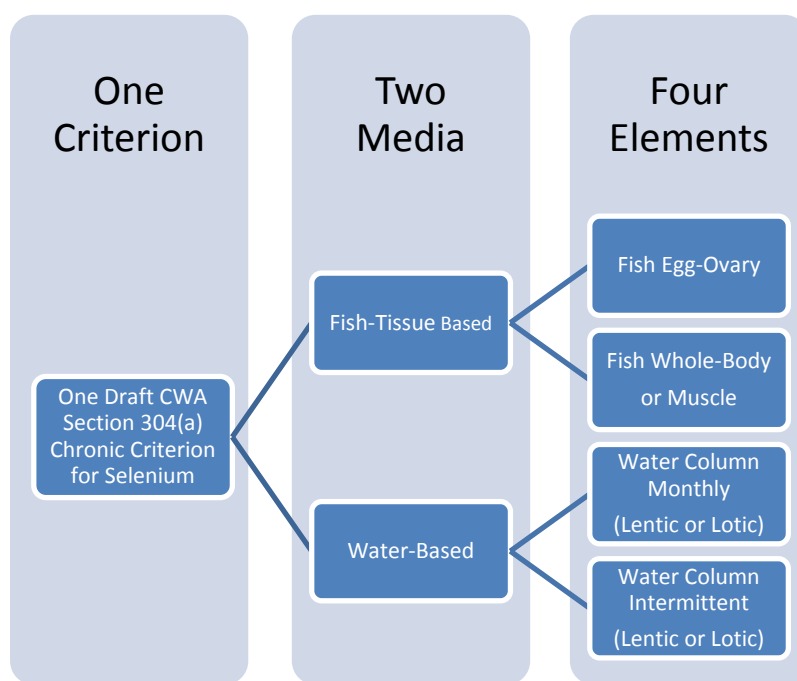 One
Criterion
Two
Media
Four
Elements
One Draft CWA
Section 304(a)
Chronic Criterion
for Selenium
Fish-Tissue Based
Water-Based
Fish Egg-Ovary
Fish Whole-Body
or Muscle
Water Column
Monthly
(Lentic or Lotic)
Water Column
Intermittent
(Lentic or Lotic)